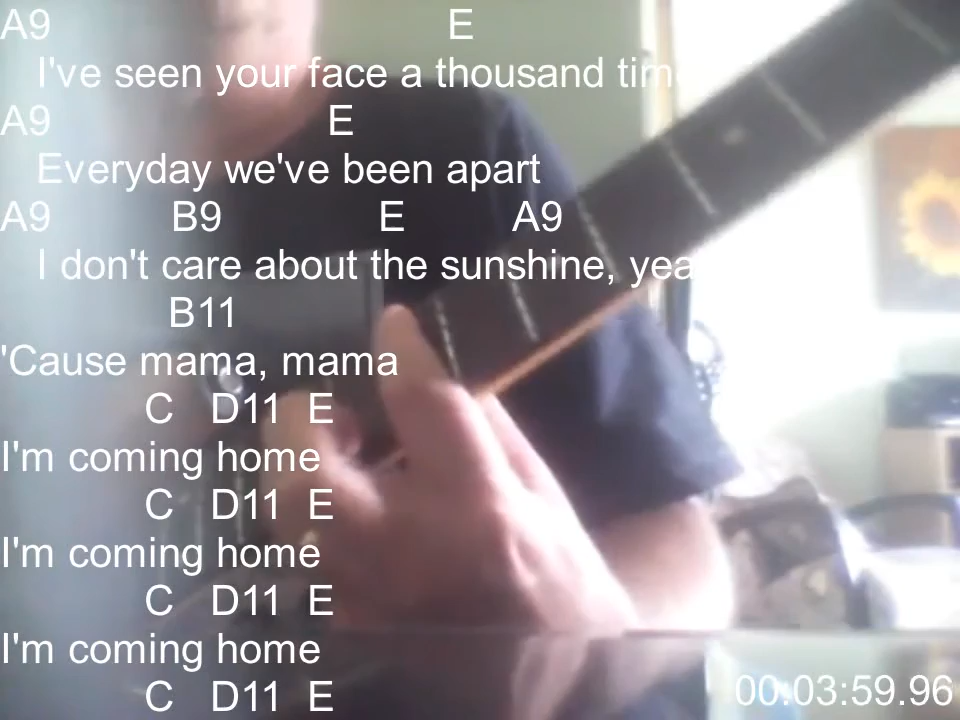 A9 E
I've seen your face a thousand
A9 E
Everyday we've been apart
A9 B9 E A9
I don't care about the sunshine,
B11
'Cause mama, mama
C D11 E
I'm coming home
C D11 E
I'm coming home
C D11 E
I'm coming home
C D11 E
00:03:59.96